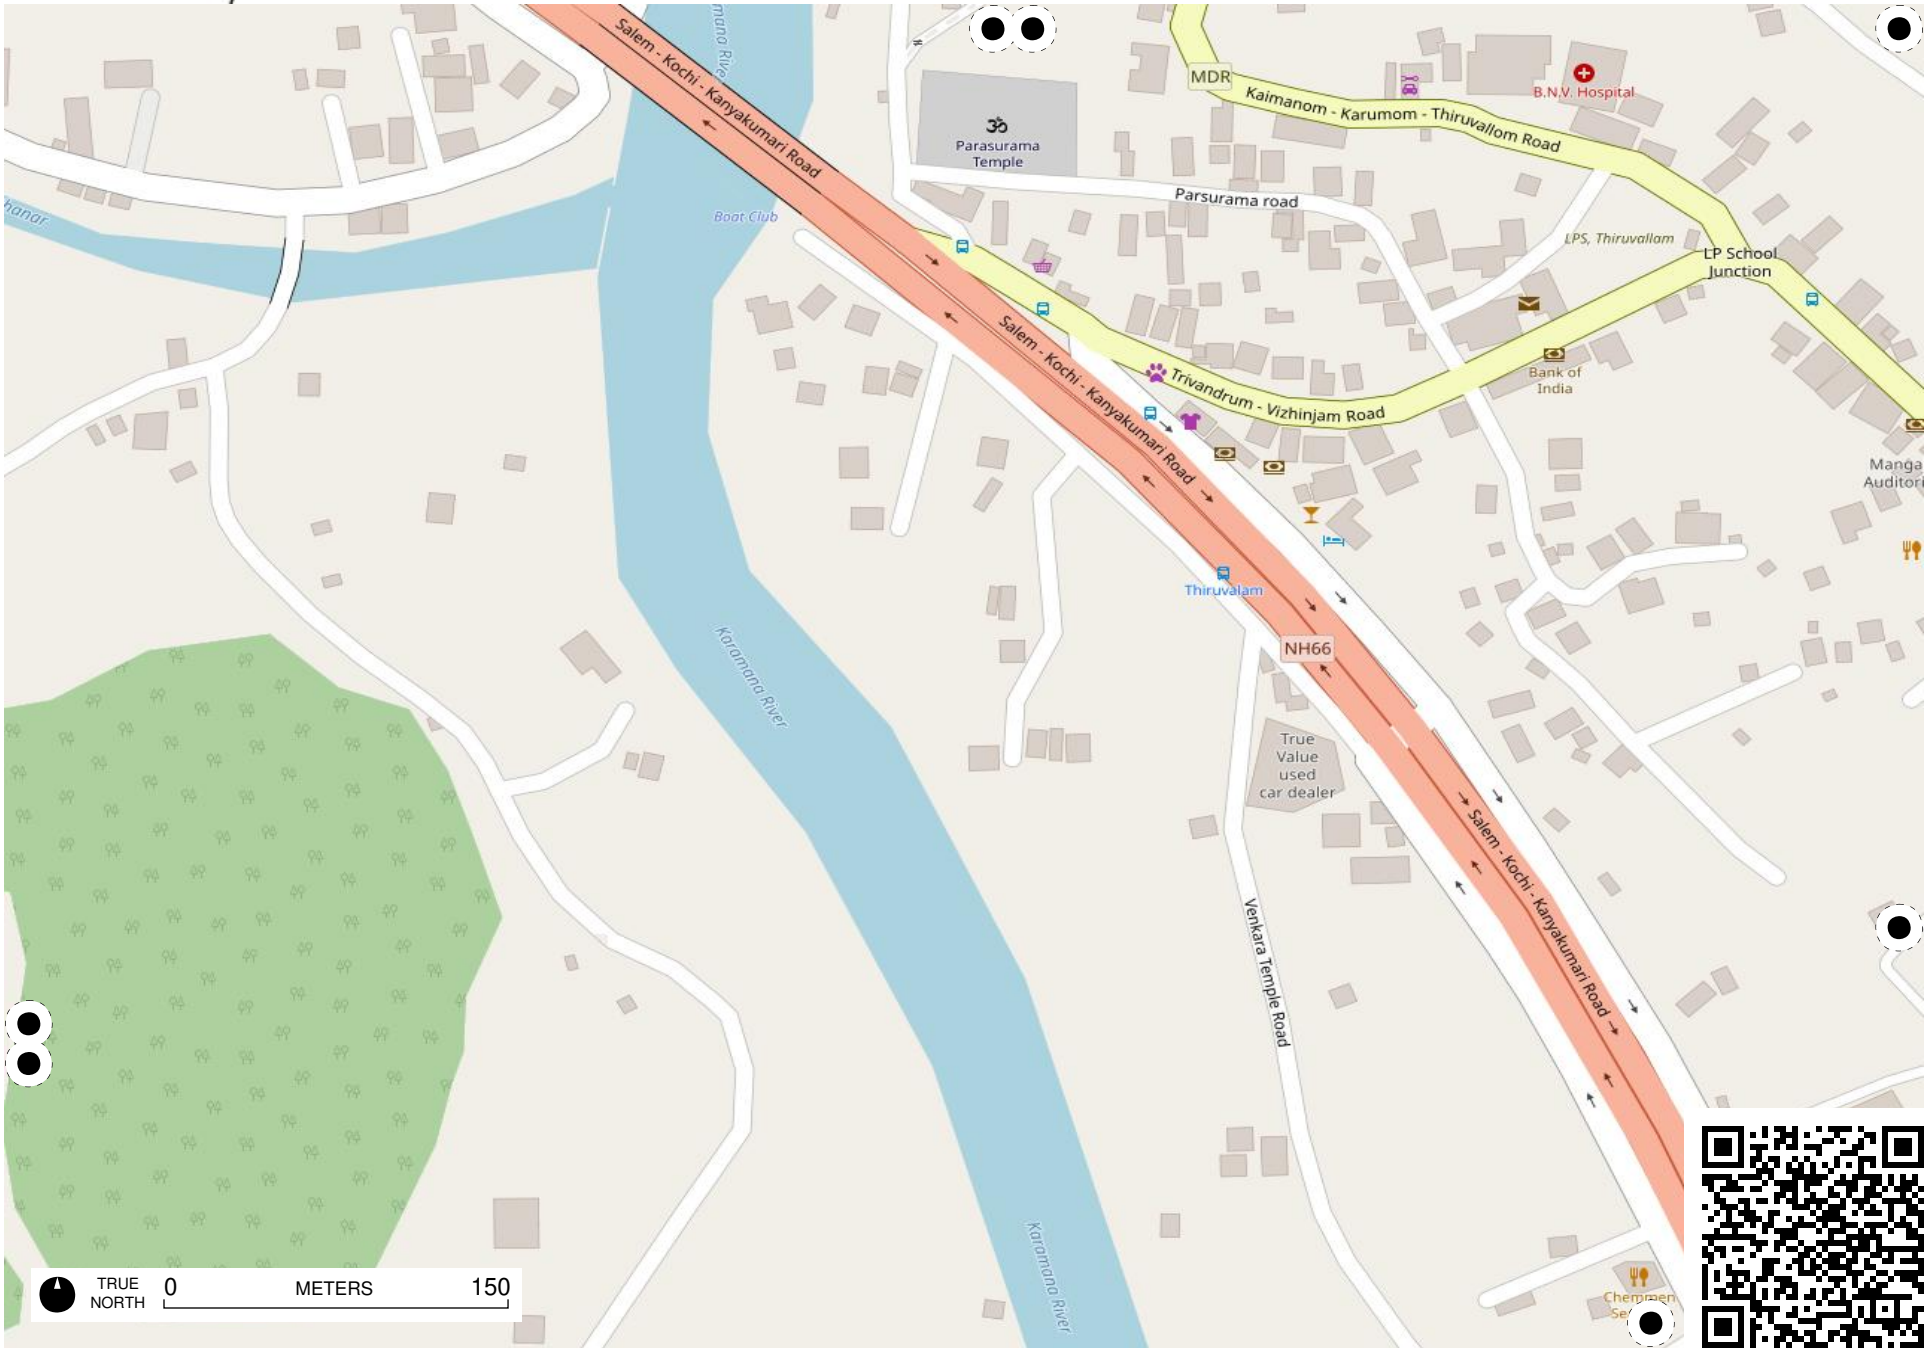 Salem - Kochi - Kanyakumari Road
MDR
Kaimanom - Karumom - Thiruvallom Road
B.N.V. Hospital
ॐ
Parasurama
Temple
Parsurama road
Boat Club
LPS, Thiruvallam
LP School
Junction
Salem - Kochi - Kanyakumari Road
Trivandrum - Vizhinjam Road
Bank of
India
Manga
Auditori
Thiruvalam
NH66
Karamana River
True
Value
used
car dealer
Salem - Kochi - Kanyakumari Road
Venkara Temple Road
Karamana River
Chemmen
TRUE
NORTH
0 METERS 150